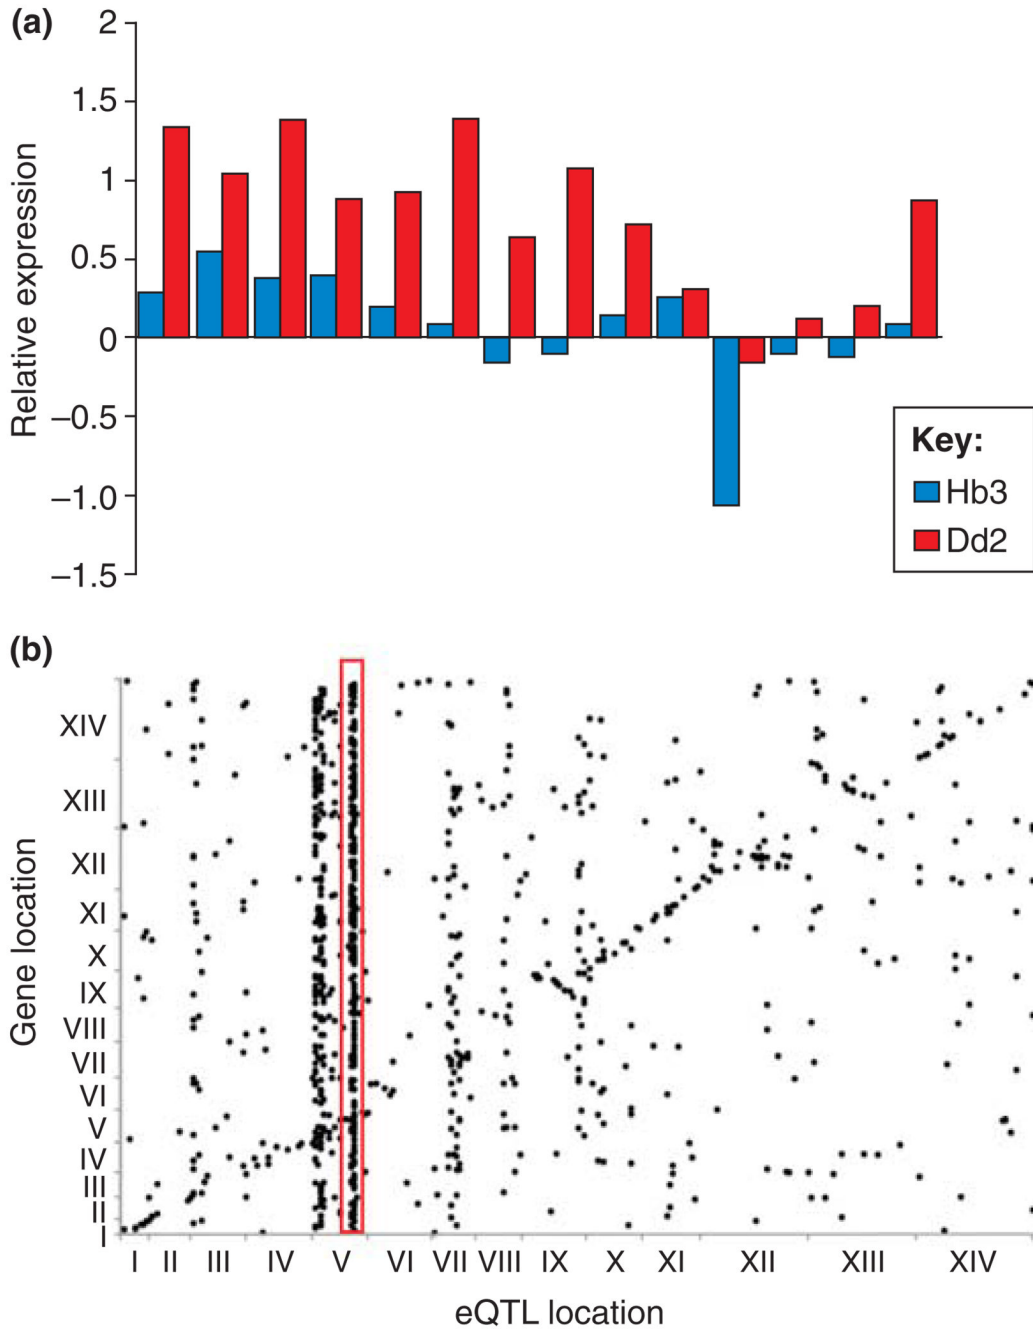 (a)
2
1.5
1
0.5
0
–0.5
–1.0
–1.5
Relative expression
Key:
Hb3
Dd2
(b)
XIV
XIII
XII
XI
X
IX
VIII
VII
VI
V
IV
III
II
I
Gene location
I II III IV V VI VII VIII IX X XI XII XIII XIV
eQTL location